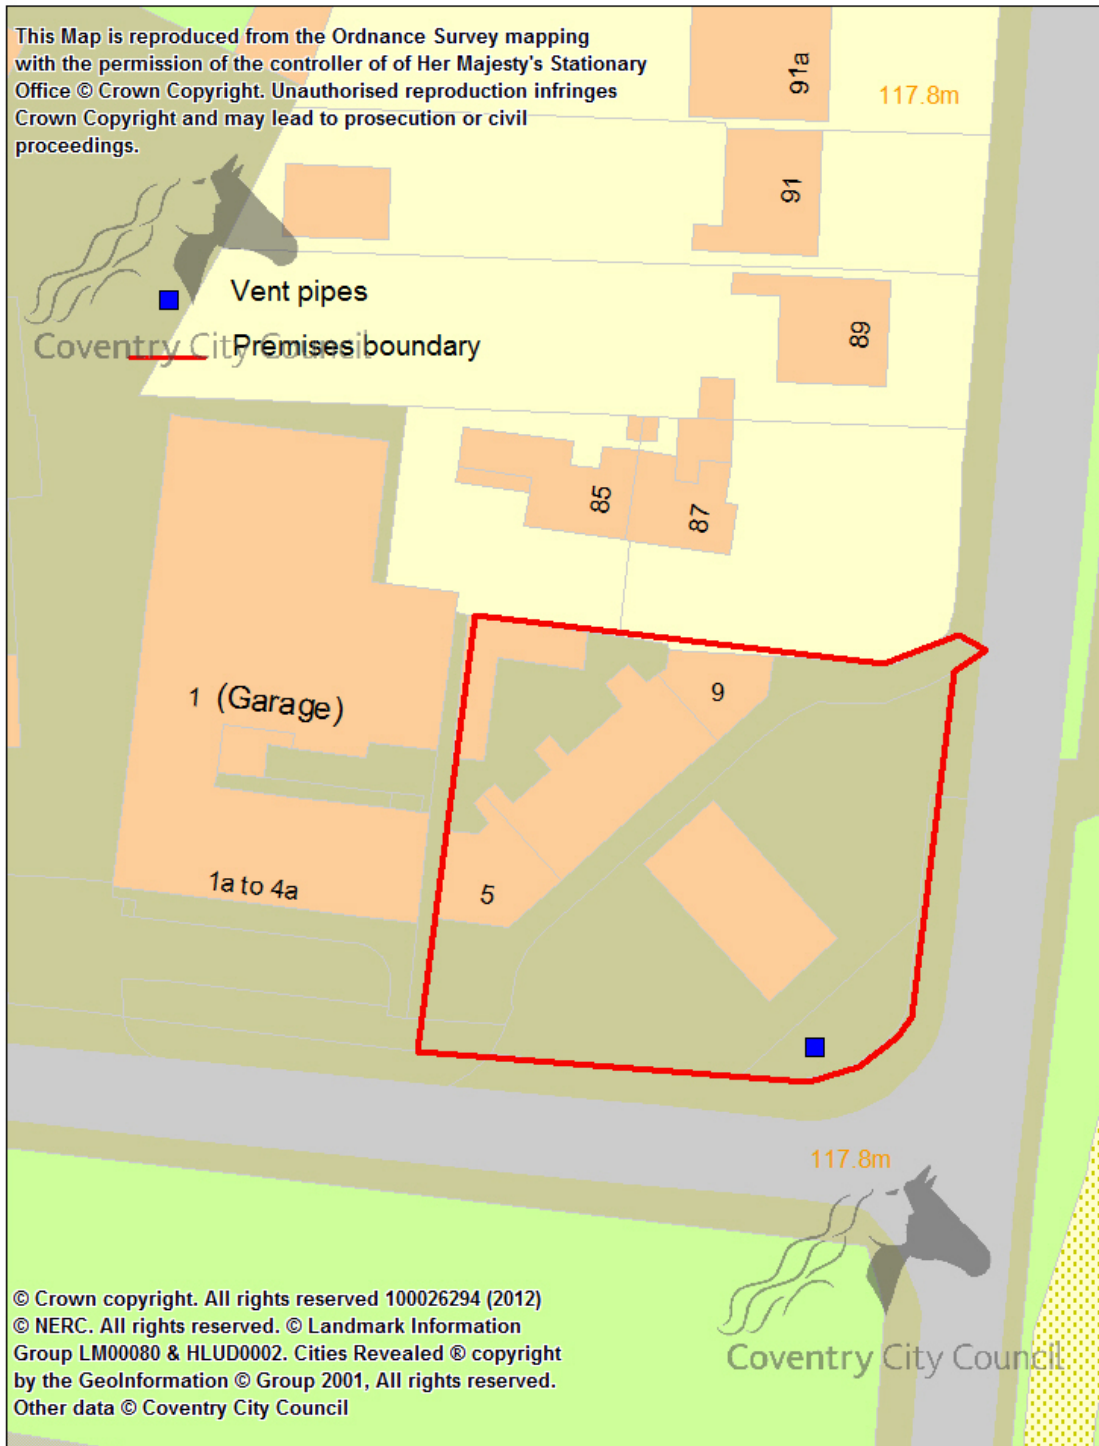 This Map is reproduced from the Ordnance Survey mapping
with the permission of the controller of of Her Majesty's Stationary
Office © Crown Copyright. Unauthorised reproduction infringes
Crown Copyright and may lead to prosecution or civil
proceedings.
91a
117.8m
91
Vent pipes
Coventry City Council
Premises boundary
89
85
87
1 (Garage)
9
1a to 4a
5
117.8m
© Crown copyright. All rights reserved 100026294 (2012)
© NERC. All rights reserved. © Landmark Information
Group LM00080 & HLUD0002. Cities Revealed ® copyright
by the GeoInformation © Group 2001, All rights reserved.
Other data © Coventry City Council
Coventry City Council